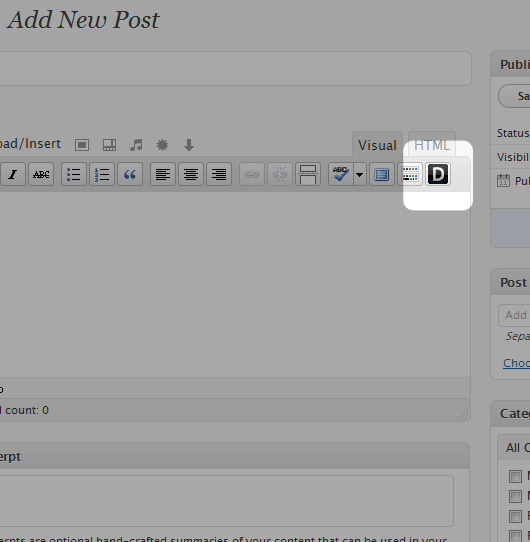 Add New Post
Publi
Sa
oad/Insert
Visual
HTML
Status
Visibil
I
ABC
ABC
D
11
Pul
Post
Add
Sepa
Choo
count: 0
Categ
All C
erpt
erpts are optional hand-crafted summaries of your content that can be used in your